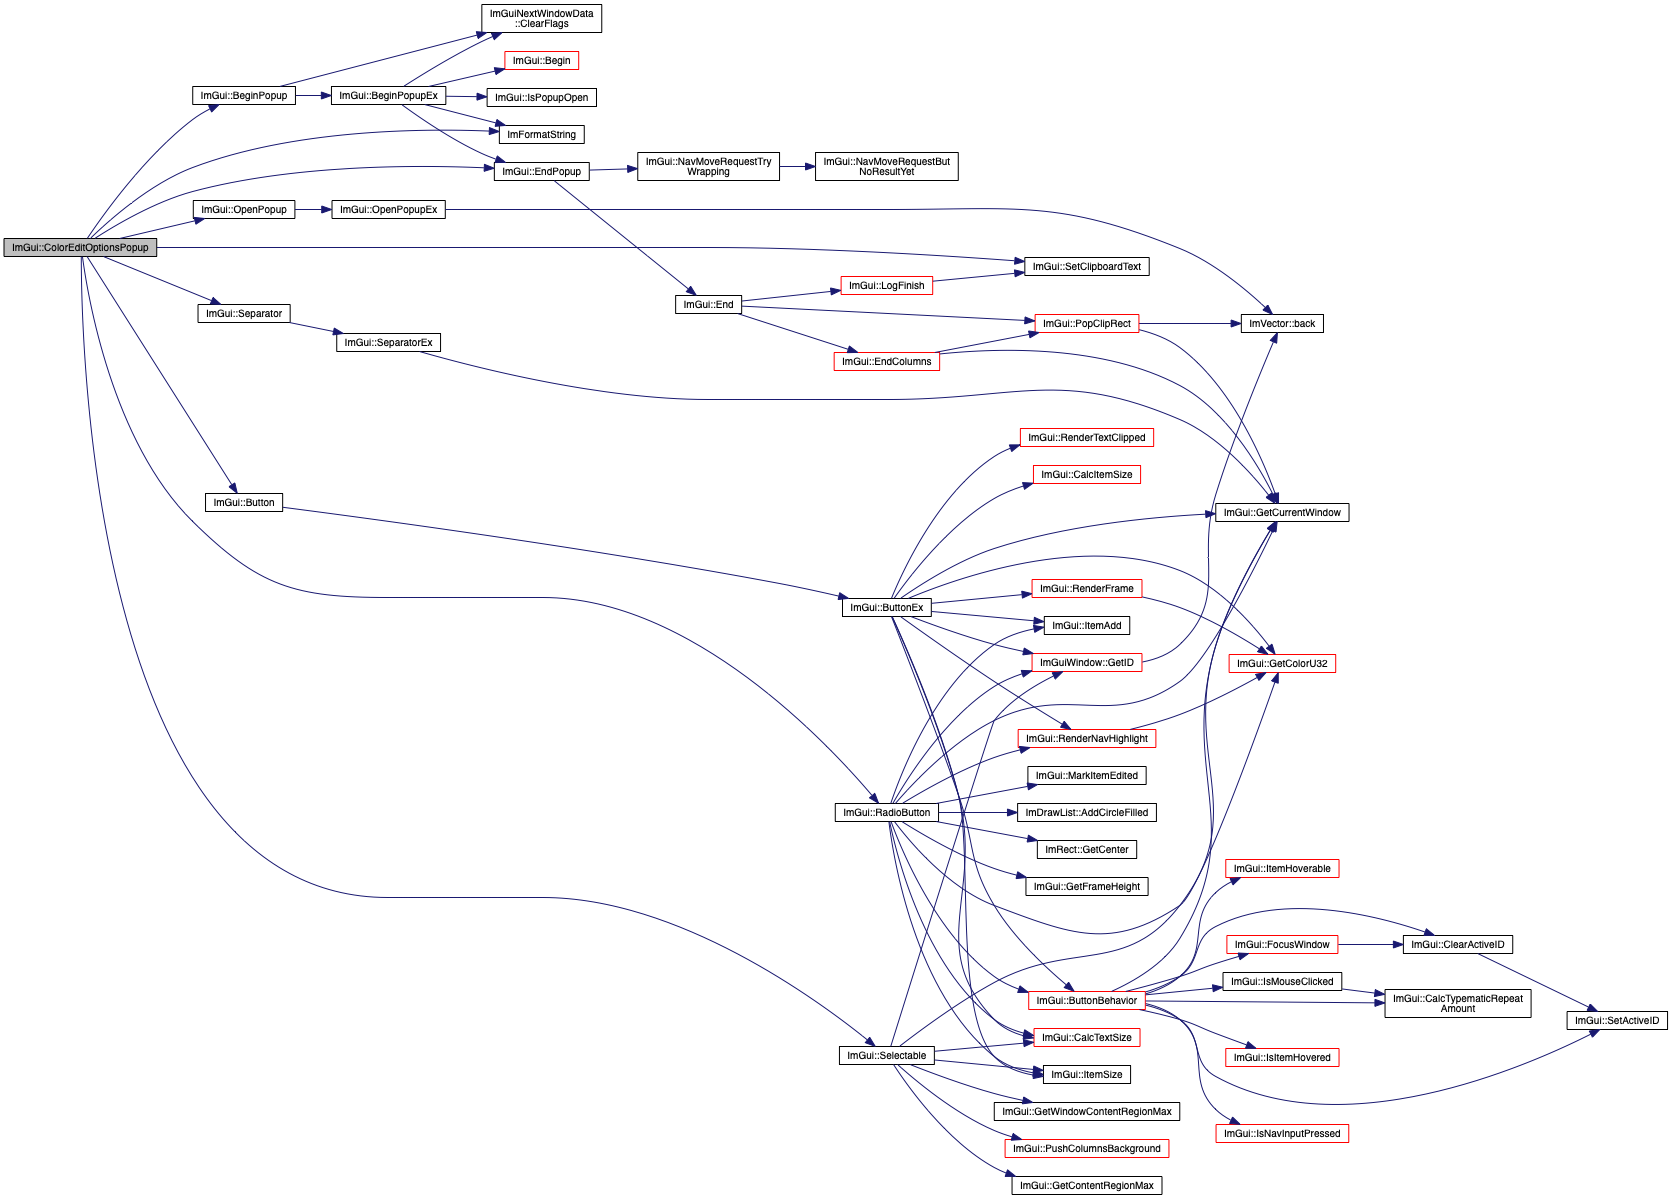 ImGuiNextWindowData
::ClearFlags
ImGui::Begin
ImGui::BeginPopup
ImGui::BeginPopupEx
ImGui::IsPopupOpen
ImFormatString
ImGui::EndPopup
ImGui::NavMoveRequestTry
Wrapping
ImGui::NavMoveRequestBut
NoResultYet
ImGui::OpenPopup
ImGui::OpenPopupEx
ImGui::ColorEditOptionsPopup
ImGui::SetClipboardText
ImGui::LogFinish
ImGui::End
ImGui::Separator
ImGui::PopClipRect
ImVector::back
ImGui::SeparatorEx
ImGui::EndColumns
ImGui::RenderTextClipped
ImGui::CalcItemSize
ImGui::Button
ImGui::GetCurrentWindow
ImGui::RenderFrame
ImGui::ButtonEx
ImGui::ItemAdd
ImGuiWindow::GetID
ImGui::GetColorU32
ImGui::RenderNavHighlight
ImGui::MarkItemEdited
ImGui::RadioButton
ImDrawList::AddCircleFilled
ImRect::GetCenter
ImGui::ItemHoverable
ImGui::GetFrameHeight
ImGui::FocusWindow
ImGui::ClearActiveID
ImGui::IsMouseClicked
ImGui::ButtonBehavior
ImGui::CalcTypematicRepeat
Amount
ImGui::SetActiveID
ImGui::CalcTextSize
ImGui::Selectable
ImGui::IsItemHovered
ImGui::ItemSize
ImGui::GetWindowContentRegionMax
ImGui::IsNavInputPressed
ImGui::PushColumnsBackground
ImGui::GetContentRegionMax